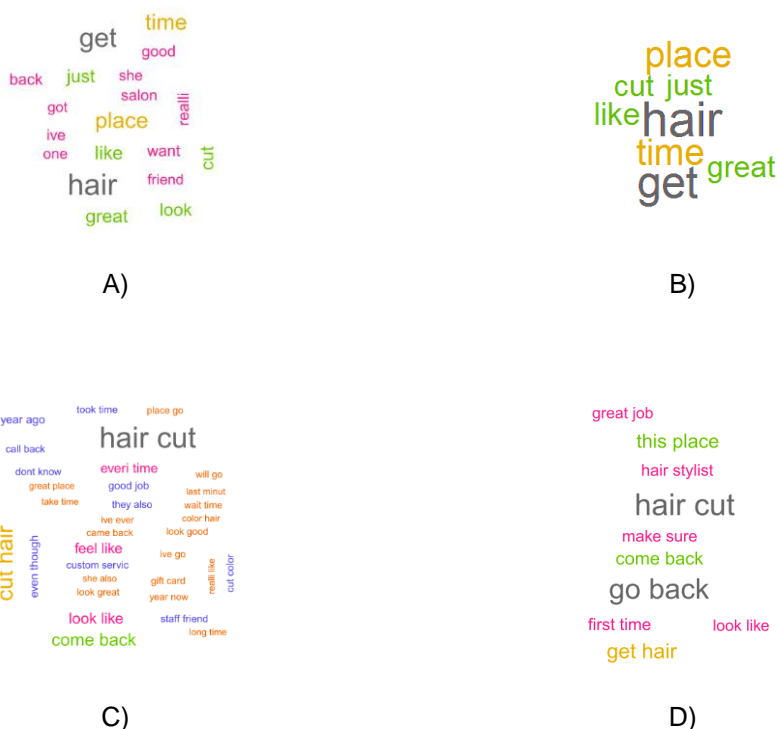 time
get
good
back just she
salon
got
realli
place
ive
one like want
cut
hair friend
great look
A)
place
cut just
like hair
time
great
get
B)
took time place go
year ago
hair cut
call back
dont know everi time will go
great place good job last minut
take time they also wait time
ive ever color hair
came back look good
cut hair
even though
feel like ive go
custom servic
realli like
cut color
she also gift card
look great year now
look like staff friend
come back long time
C)
great job
this place
hair stylist
hair cut
make sure
come back
go back
first time look like
get hair
D)